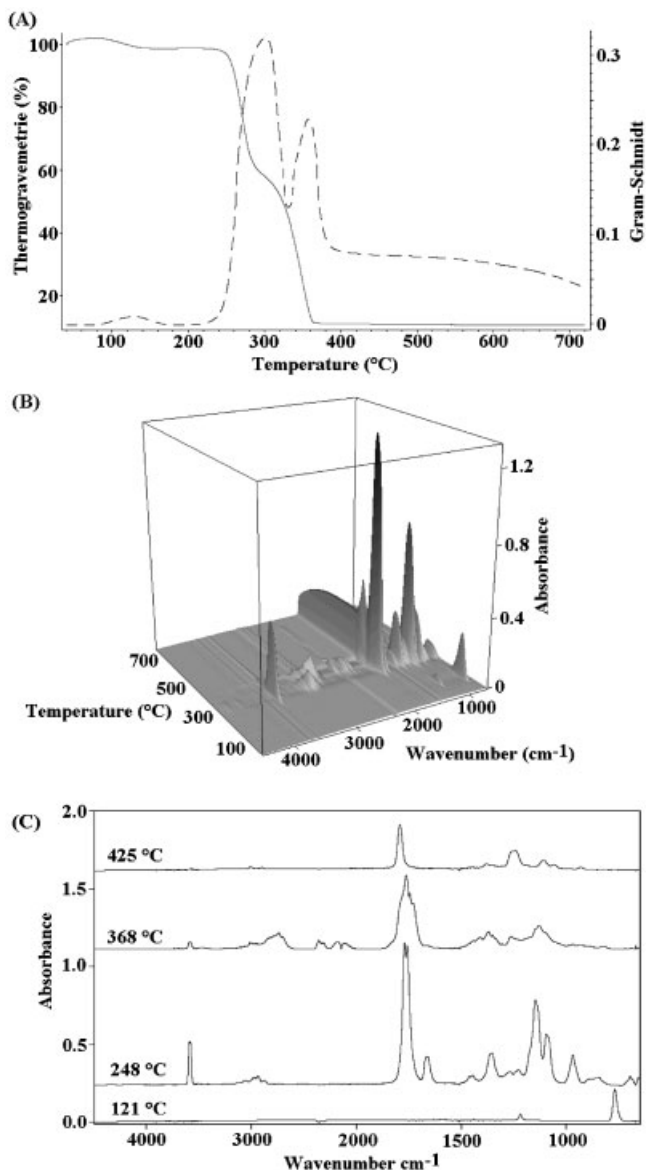 (A)
100
80
60
40
20
Thermogravemetrie (%)
0.3
0.2
0.1
0
Gram-Schmidt
100 200 300 400 500 600 700
Temperature (°C)
(B)
1.2
0.8
0.4
0
Absorbance
700
500
300
100
Temperature (°C)
4000 3000 2000 1000
Wavenumber (cm-1)
(C)
2.0
1.5
1.0
0.5
0.0
Absorbance
425 °C
368 °C
248 °C
121 °C
4000 3000 2000 1500 1000
Wavenumber cm-1